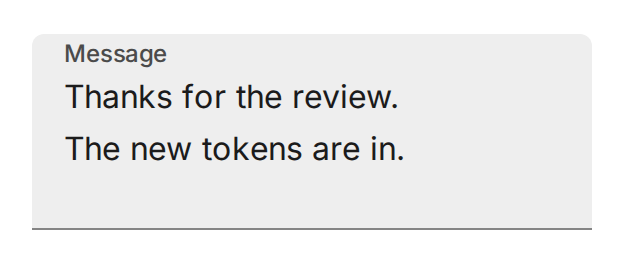 Message
Thanks for the review.
The new tokens are in.